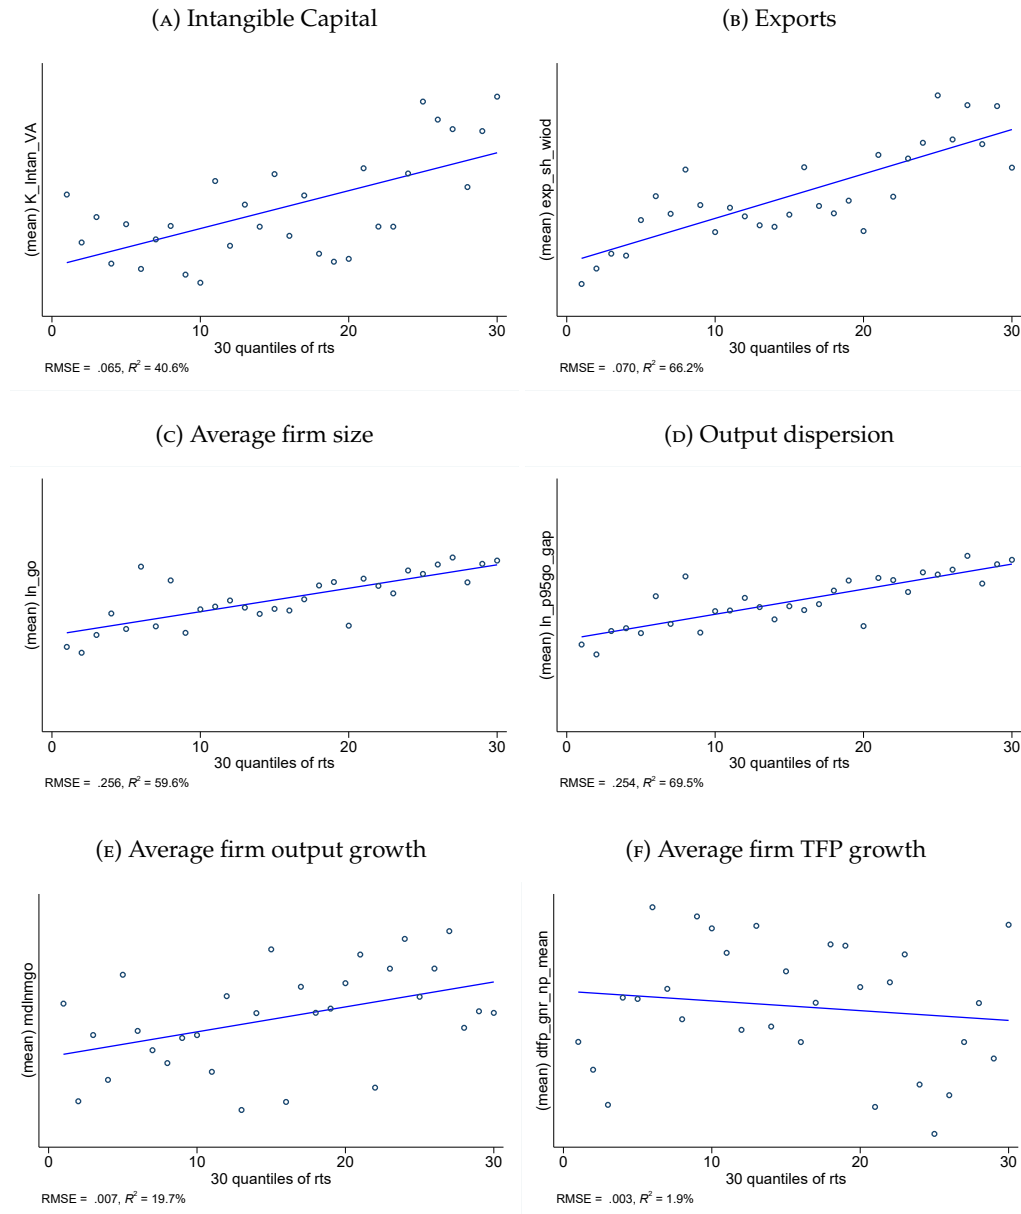 (A) Intangible Capital
(mean) K_Intan_VA
0 10 20 30
30 quantiles of rts
RMSE = .065, R² = 40.6%
(B) Exports
(mean) exp_sh_wiod
0 10 20 30
30 quantiles of rts
RMSE = .070, R² = 66.2%
(C) Average firm size
(mean) ln_go
0 10 20 30
30 quantiles of rts
RMSE = .256, R² = 59.6%
(D) Output dispersion
(mean) ln_p95go_gap
0 10 20 30
30 quantiles of rts
RMSE = .254, R² = 69.5%
(E) Average firm output growth
(mean) mdlnmgo
0 10 20 30
30 quantiles of rts
RMSE = .007, R² = 19.7%
(F) Average firm TFP growth
(mean) dtfp_gnr_np_mean
0 10 20 30
30 quantiles of rts
RMSE = .003, R² = 1.9%